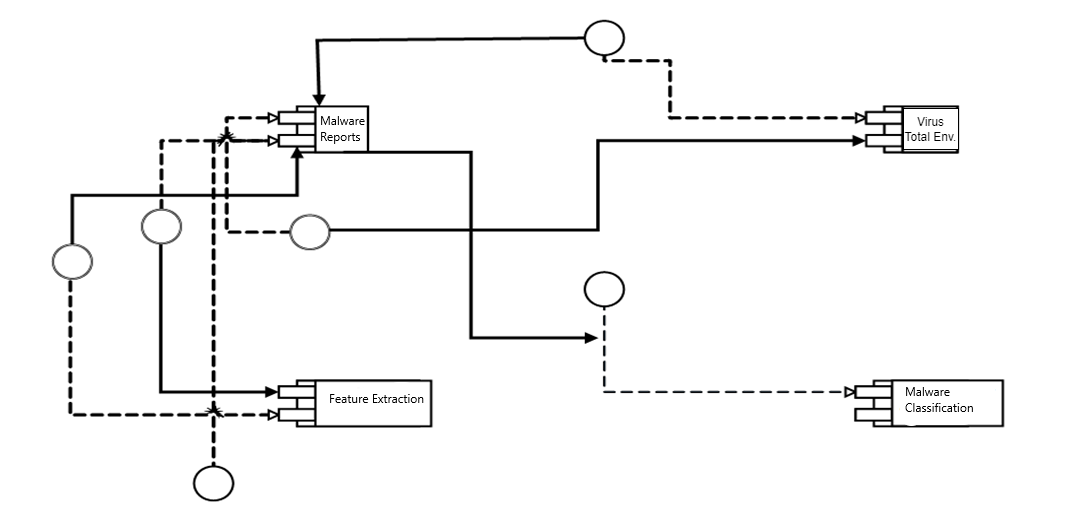 Malware
Reports
Virus
Total Env.
Feature Extraction
Malware
Classification